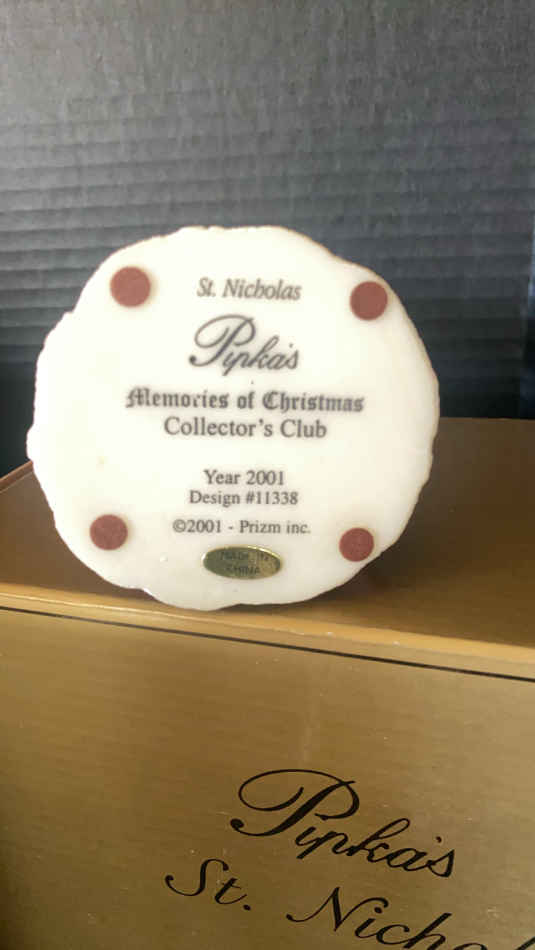 St. Nicholas
Pipka's
Memories of Christmas
Collector's Club
Year 2001
Design #11338
©2001 - Prizm inc.
MADE IN
CHINA
Pipka's
St.